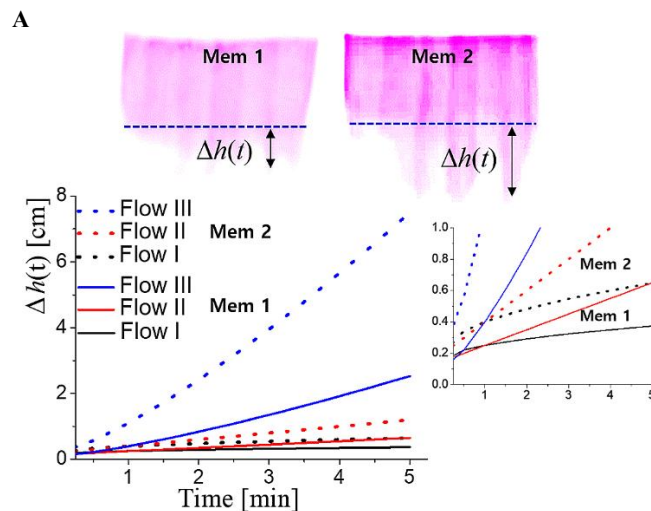 A
Mem 1
Mem 2
Δh(t)
Δh(t)
Δh(t) [cm]
8
6
4
2
0
Flow III
Flow II Mem 2
Flow I
Flow III
Flow II Mem 1
Flow I
1 2 3 4 5
Time [min]
1.0
0.8
0.6
0.4
0.2
0.0
Mem 2
Mem 1
1 2 3 4 5